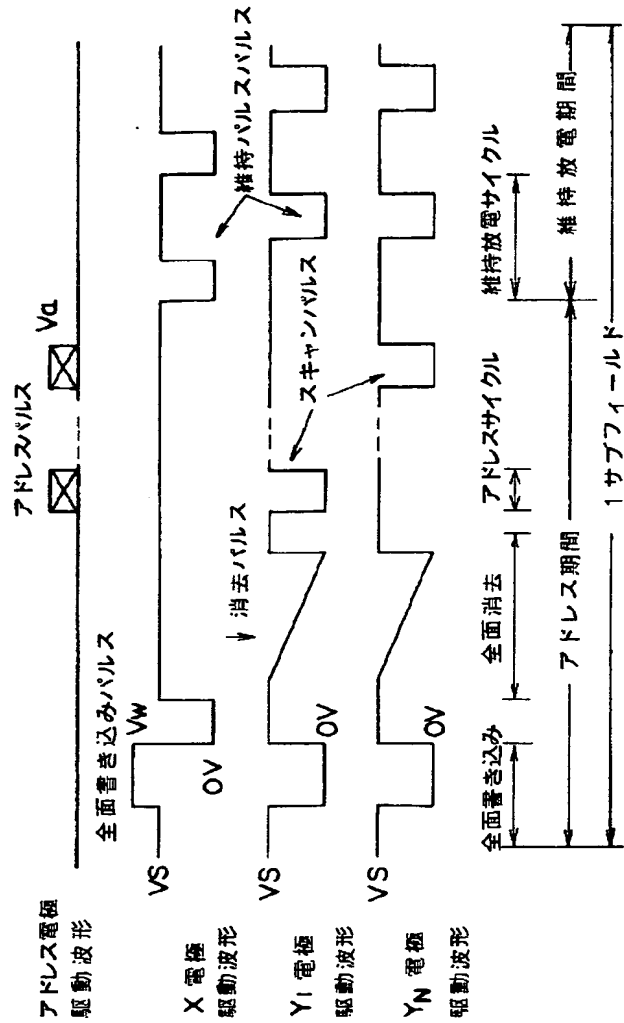 アドレスパルス
Va
アドレス電極
駆動波形
全面書き込みパルス
Vw
VS
0V
X 電極
駆動波形
維持パルスパルス
消去パルス
スキャンパルス
VS
0V
Y1 電極
駆動波形
VS
0V
YN 電極
駆動波形
全面書き込み
全面消去
アドレスサイクル
維持放電サイクル
アドレス期間
維持放電期間
1サブフィールド